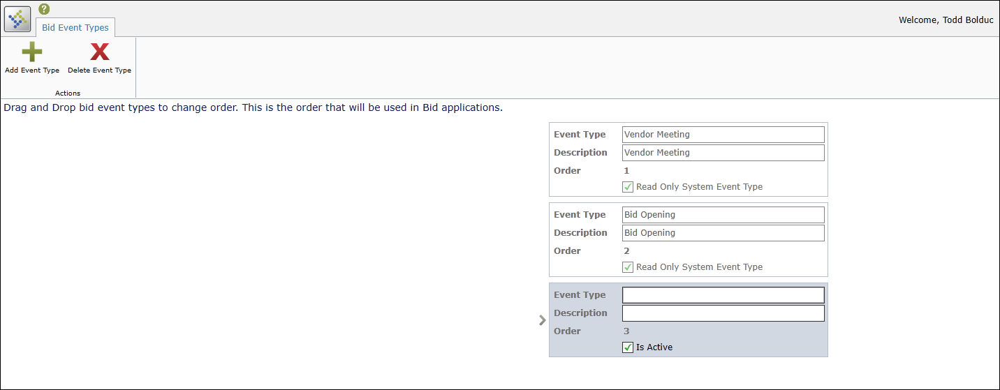 ?
Welcome, Todd Bolduc
Bid Event Types
Add Event Type Delete Event Type
Actions
Drag and Drop bid event types to change order. This is the order that will be used in Bid applications.
Event Type Vendor Meeting
Description Vendor Meeting
Order 1
Read Only System Event Type
Event Type Bid Opening
Description Bid Opening
Order 2
Read Only System Event Type
Event Type
Description
Order 3
Is Active